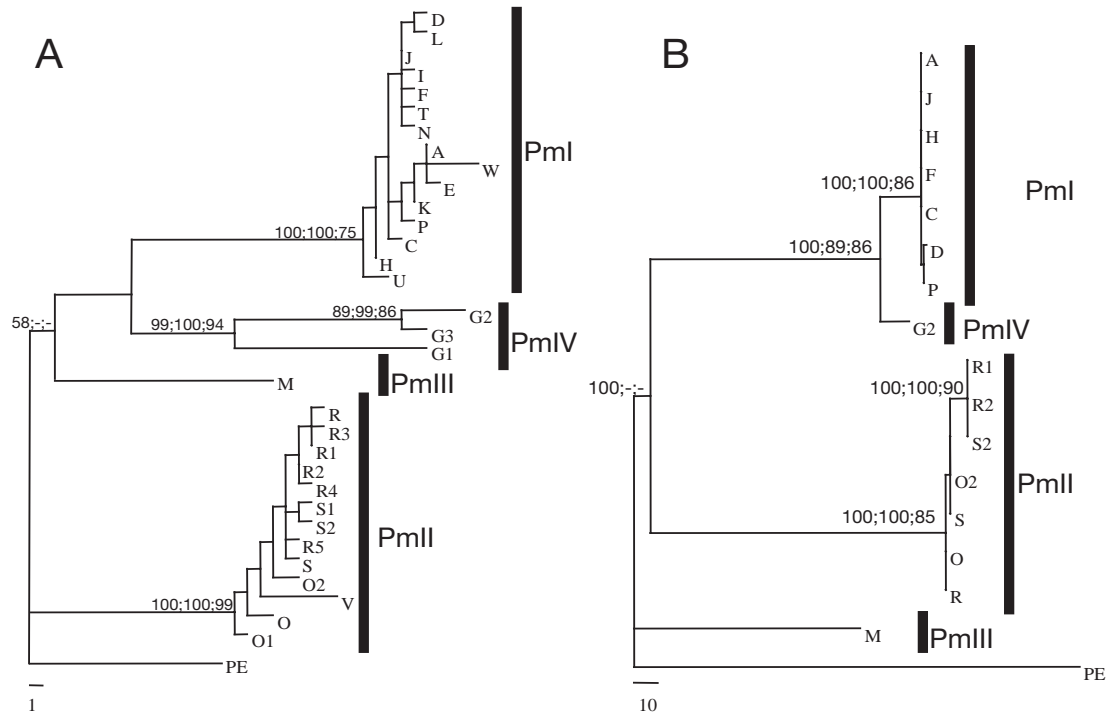 A
D
L
J
I
F
T
N
A
W
E
K
P
C
H
U
PmI
100;100;75
58;-;-
99;100;94
89;99;86
G2
G3
G1
PmIV
M
PmIII
R
R3
R1
R2
R4
S1
S2
R5
S
O2
V
O
O1
PmII
100;100;99
PE
1
B
A
J
H
F
C
D
P
PmI
100;100;86
100;89;86
G2
PmIV
100;-;-
R1
R2
S2
O2
S
O
R
PmII
100;100;90
100;100;85
M
PmIII
PE
10